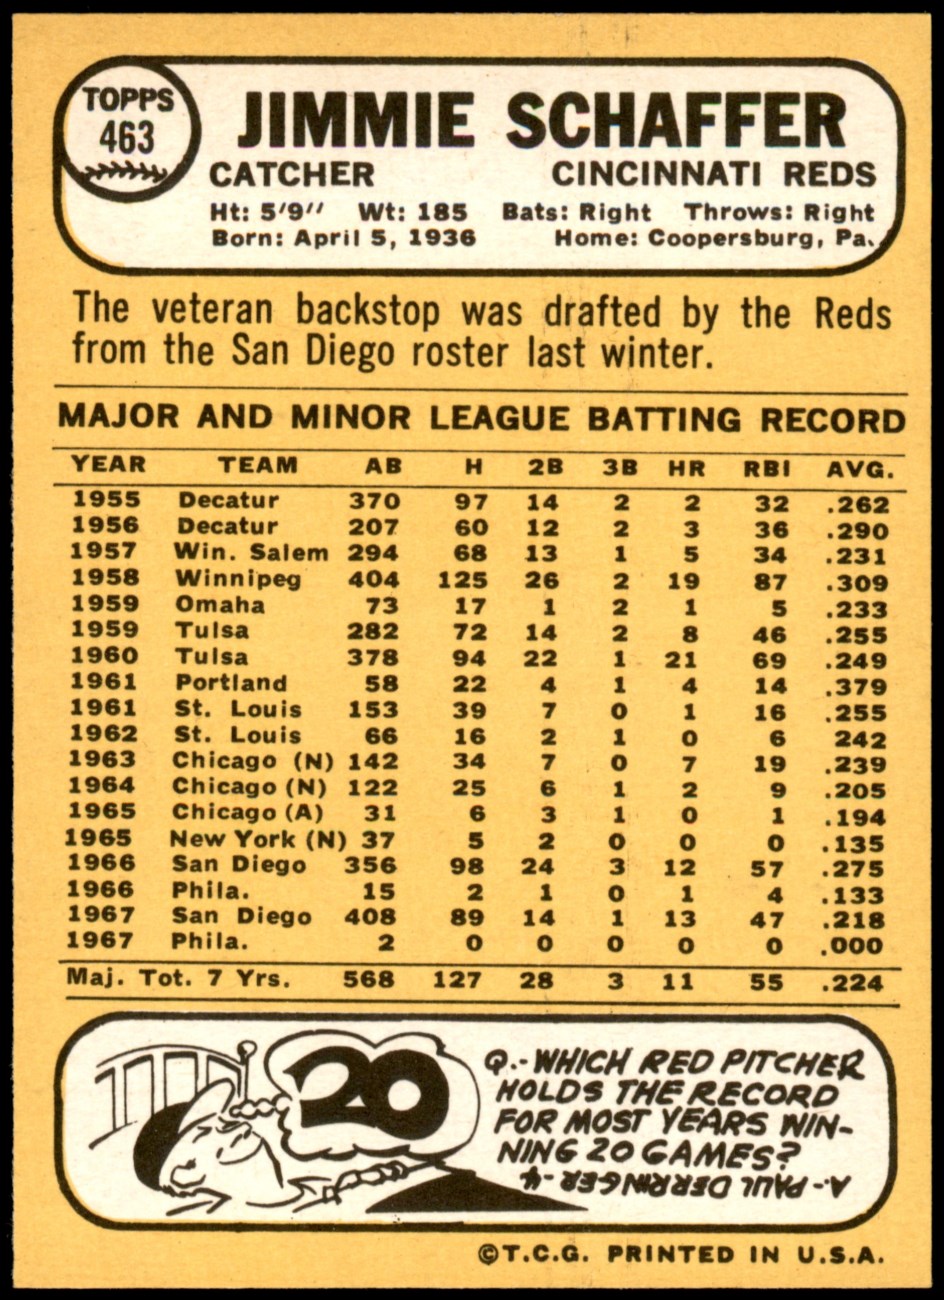 TOPPS
463
JIMMIE SCHAFFER
CATCHER CINCINNATI REDS
Ht: 5'9" Wt: 185 Bats: Right Throws: Right
Born: April 5, 1936 Home: Coopersburg, Pa.
The veteran backstop was drafted by the Reds
from the San Diego roster last winter.
MAJOR AND MINOR LEAGUE BATTING RECORD
YEAR TEAM AB H 2B 3B HR RBI AVG.
1955 Decatur 370 97 14 2 2 32 .262
1956 Decatur 207 60 12 2 3 36 .290
1957 Win. Salem 294 68 13 1 5 34 .231
1958 Winnipeg 404 125 26 2 19 87 .309
1959 Omaha 73 17 1 2 1 5 .233
1959 Tulsa 282 72 14 2 8 46 .255
1960 Tulsa 378 94 22 1 21 69 .249
1961 Portland 58 22 4 1 4 14 .379
1961 St. Louis 153 39 7 0 1 16 .255
1962 St. Louis 66 16 2 1 0 6 242
1963 Chicago (N) 142 34 7 0 7 19 .239
1964 Chicago (N) 122 25 6 1 2 9 .205
1965 Chicago (A) 31 6 3 1 0 1 .194
1965 New York (N) 37 5 2 0 0 0 .135
1966 San Diego 356 98 24 3 12 57 .275
1966 Phila. 15 2 1 0 1 4 .133
1967 San Diego 408 89 14 1 13 47 .218
1967 Phila. 2 0 0 0 0 0 .000
Maj. Tot. 7 Yrs. 568 127 28 3 11 55 .224
20
Q.-WHICH RED PITCHER
HOLDS THE RECORD
FOR MOST YEARS WIN-
NING 20 GAMES?
A.-PAUL DERRINGER-4
©T.C.G. PRINTED IN U.S.A.